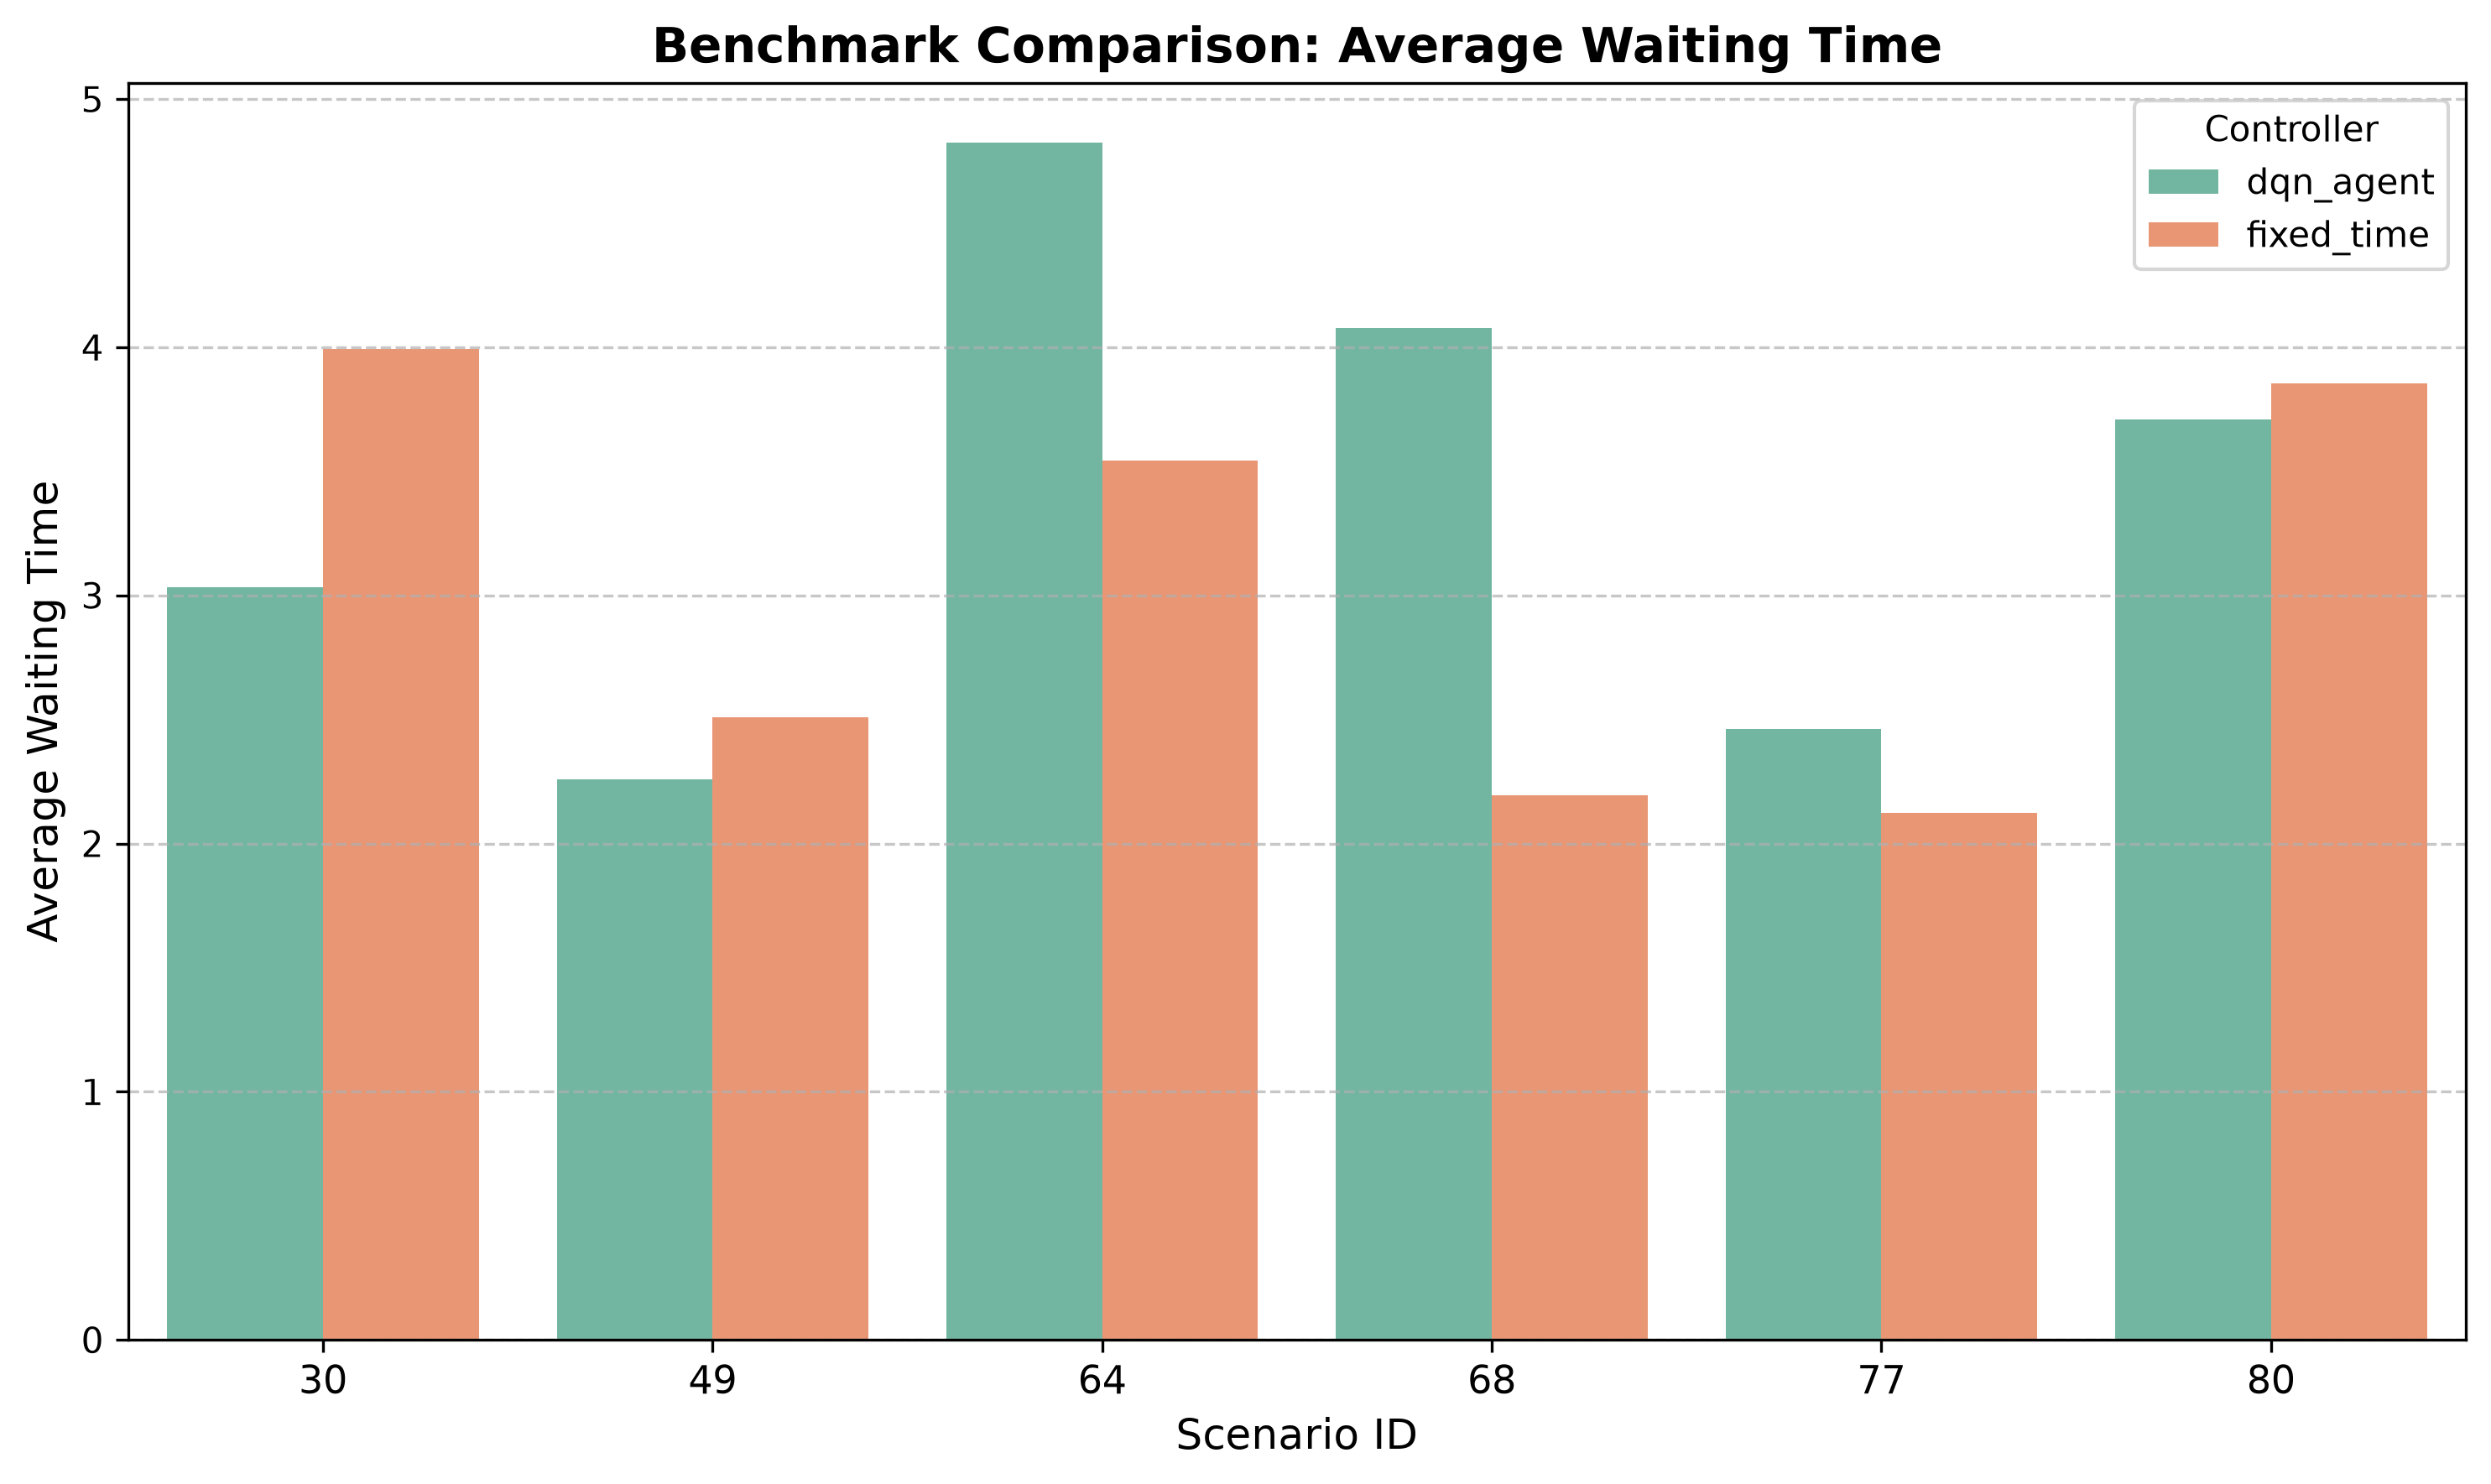 Benchmark Comparison: Average Waiting Time
Controller
dqn_agent
fixed_time
Average Waiting Time
5
4
3
2
1
0
30 49 64 68 77 80
Scenario ID